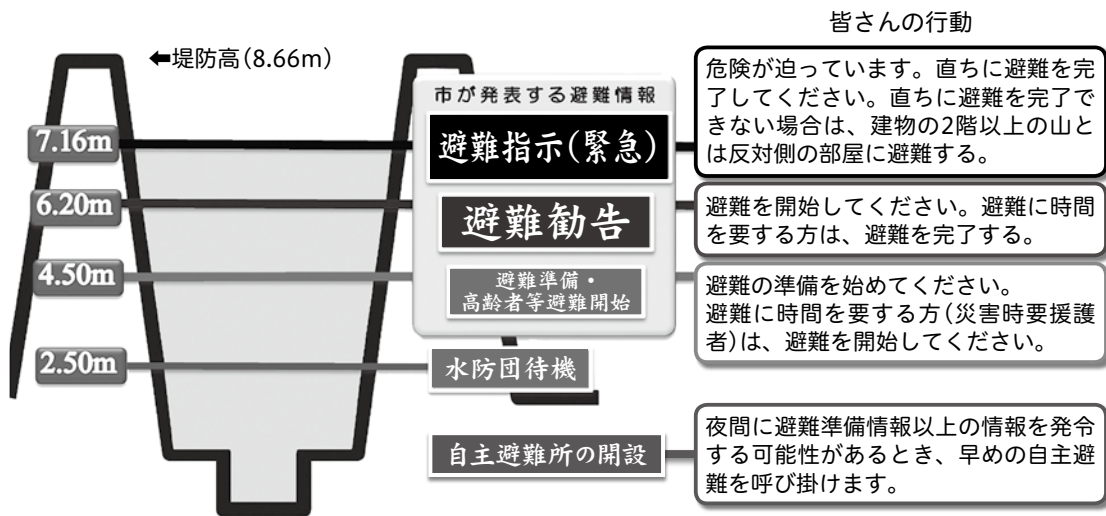 皆さんの行動
←堤防高(8.66m)
市が発表する避難情報
7.16m
避難指示(緊急)
危険が迫っています。直ちに避難を完
了してください。直ちに避難を完了で
きない場合は、建物の2階以上の山と
は反対側の部屋に避難する。
6.20m
避難勧告
避難を開始してください。避難に時間
を要する方は、避難を完了する。
4.50m
避難準備・
高齢者等避難開始
避難の準備を始めてください。
避難に時間を要する方(災害時要援護
者)は、避難を開始してください。
2.50m
水防団待機
自主避難所の開設
夜間に避難準備情報以上の情報を発令
する可能性があるとき、早めの自主避
難を呼び掛けます。